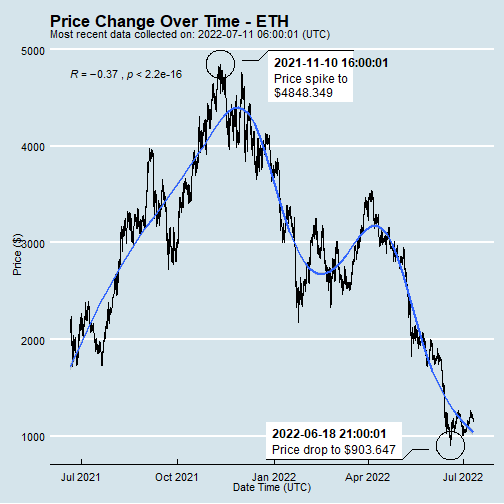 Price Change Over Time - ETH
Most recent data collected on: 2022-07-11 06:00:01 (UTC)
R = −0.37 , p < 2.2e-16
2021-11-10 16:00:01
Price spike to
$4848.349
5000
4000
3000
2000
1000
Price ($)
2022-06-18 21:00:01
Price drop to $903.647
Jul 2021 Oct 2021 Jan 2022 Apr 2022 Jul 2022
Date Time (UTC)